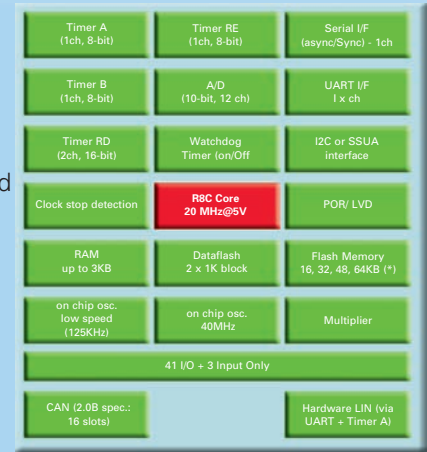 Timer A
(1ch, 8-bit)
Timer RE
(1ch, 8-bit)
Serial I/F
(async/Sync) - 1ch
Timer B
(1ch, 8-bit)
A/D
(10-bit, 12 ch)
UART I/F
I x ch
Timer RD
(2ch, 16-bit)
Watchdog
Timer (on/Off
I2C or SSUA
interface
d
Clock stop detection
R8C Core
20 MHz@5V
POR/ LVD
RAM
up to 3KB
Dataflash
2 x 1K block
Flash Memory
16, 32, 48, 64KB (*)
on chip osc.
low speed
(125KHz)
on chip osc.
40MHz
Multiplier
41 I/O + 3 Input Only
CAN (2.0B spec.:
16 slots)
Hardware LIN (via
UART + Timer A)